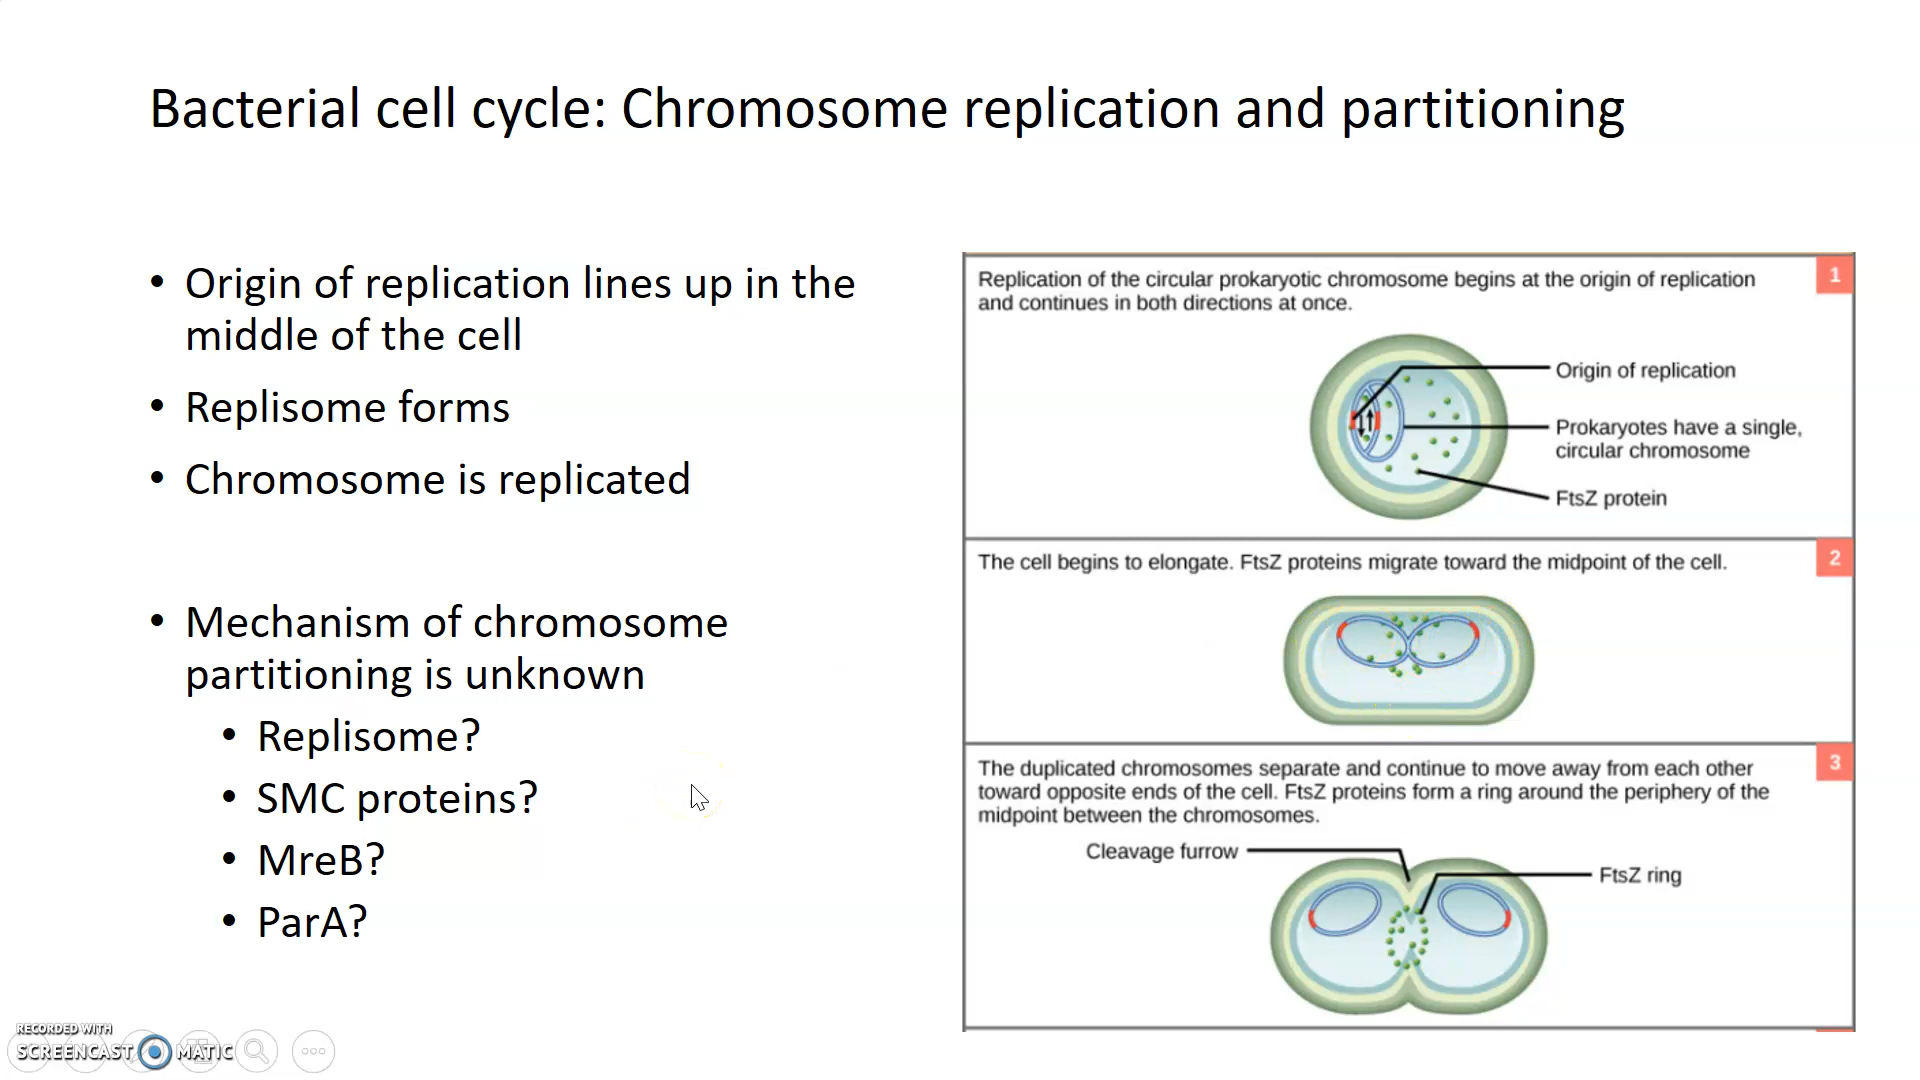 Bacterial cell cycle: Chromosome replication and partitioning
• Origin of replication lines up in the
middle of the cell
• Replisome forms
• Chromosome is replicated
• Mechanism of chromosome
partitioning is unknown
• Replisome?
• SMC proteins?
• MreB?
• ParA?
Replication of the circular prokaryotic chromosome begins at the origin of replication
and continues in both directions at once.
1
Origin of replication
Prokaryotes have a single,
circular chromosome
FtsZ protein
The cell begins to elongate. FtsZ proteins migrate toward the midpoint of the cell.
2
The duplicated chromosomes separate and continue to move away from each other
toward opposite ends of the cell. FtsZ proteins form a ring around the periphery of the
midpoint between the chromosomes.
3
Cleavage furrow
FtsZ ring
RECORDED WITH
SCREENCAST MATIC